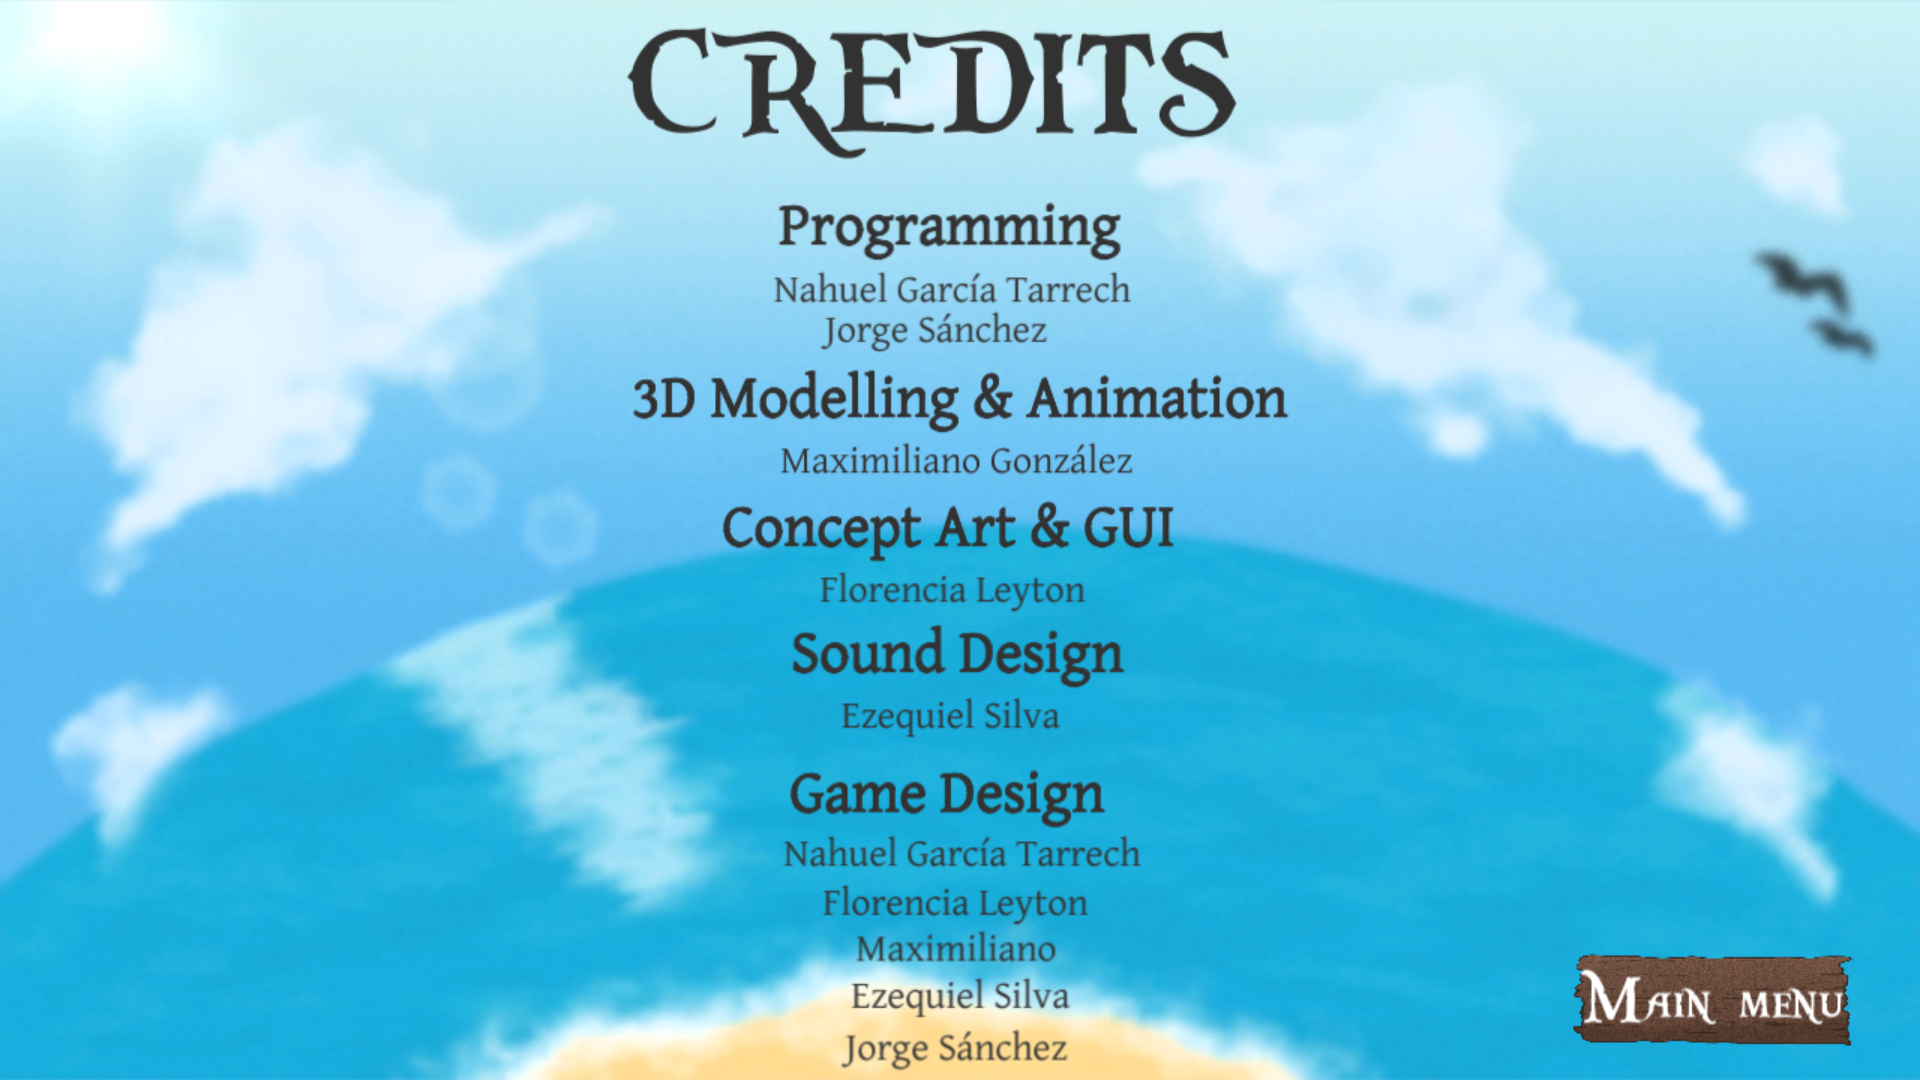 CREDITS
Programming
Nahuel García Tarrech
Jorge Sánchez
3D Modelling & Animation
Maximiliano González
Concept Art & GUI
Florencia Leyton
Sound Design
Ezequiel Silva
Game Design
Nahuel García Tarrech
Florencia Leyton
Maximiliano
Ezequiel Silva
Jorge Sánchez
MAIN MENU